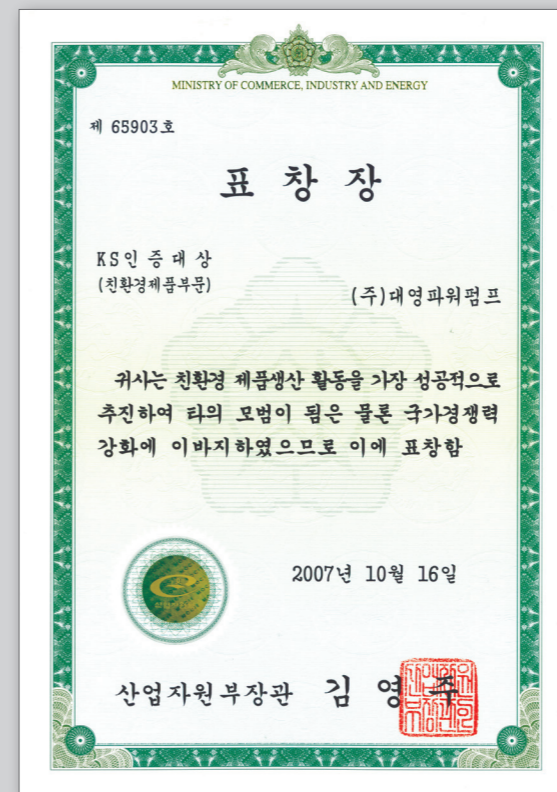 MINISTRY OF COMMERCE, INDUSTRY AND ENERGY
제 65903호
표 창 장
KS인증대상
(친환경제품부문)
(주)대영파워펌프
귀사는 친환경 제품생산 활동을 가장 성공적으로
추진하여 타의 모범이 됨은 물론 국가경쟁력
강화에 이바지하였으므로 이에 표창함
2007년 10월 16일
산업자원부장관 김영주